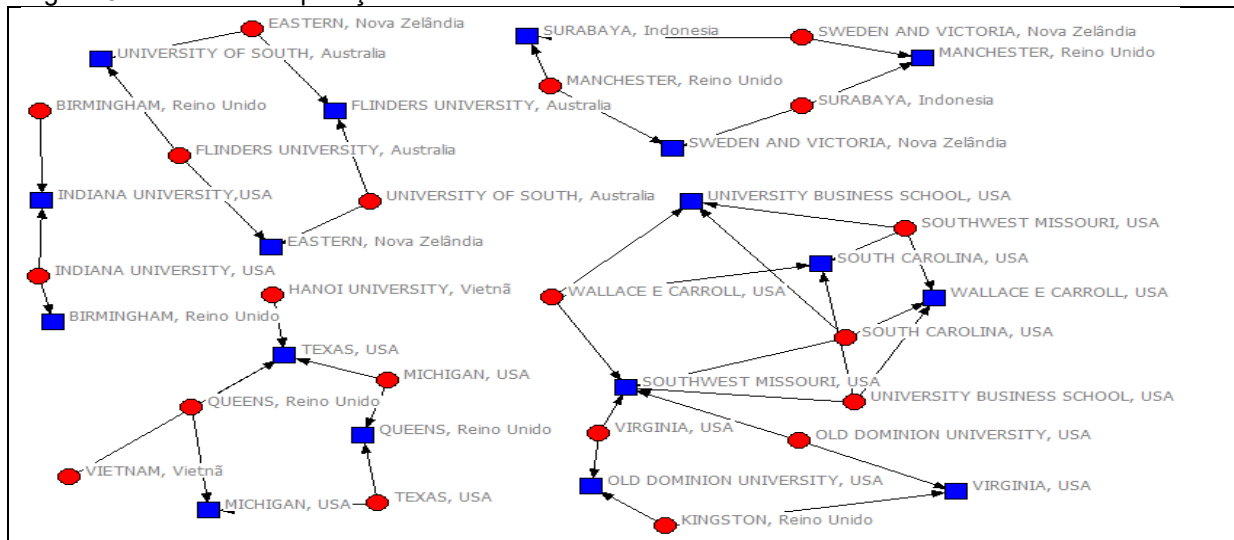 EASTERN, Nova Zelândia
UNIVERSITY OF SOUTH, Australia
BIRMINGHAM, Reino Unido
FLINDERS UNIVERSITY, Australia
FLINDERS UNIVERSITY, Australia
INDIANA UNIVERSITY,USA
UNIVERSITY OF SOUTH, Australia
EASTERN, Nova Zelândia
INDIANA UNIVERSITY, USA
HANOI UNIVERSITY, Vietnã
BIRMINGHAM, Reino Unido
TEXAS, USA
MICHIGAN, USA
QUEENS, Reino Unido
QUEENS, Reino Unido
VIETNAM, Vietnã
MICHIGAN, USA
TEXAS, USA
SURABAYA, Indonesia
SWEDEN AND VICTORIA, Nova Zelândia
MANCHESTER, Reino Unido
MANCHESTER, Reino Unido
SURABAYA, Indonesia
SWEDEN AND VICTORIA, Nova Zelândia
UNIVERSITY BUSINESS SCHOOL, USA
SOUTHWEST MISSOURI, USA
SOUTH CAROLINA, USA
WALLACE E CARROLL, USA
WALLACE E CARROLL, USA
SOUTH CAROLINA, USA
SOUTHWEST MISSOURI, USA
UNIVERSITY BUSINESS SCHOOL, USA
VIRGINIA, USA
OLD DOMINION UNIVERSITY, USA
OLD DOMINION UNIVERSITY, USA
VIRGINIA, USA
KINGSTON, Reino Unido